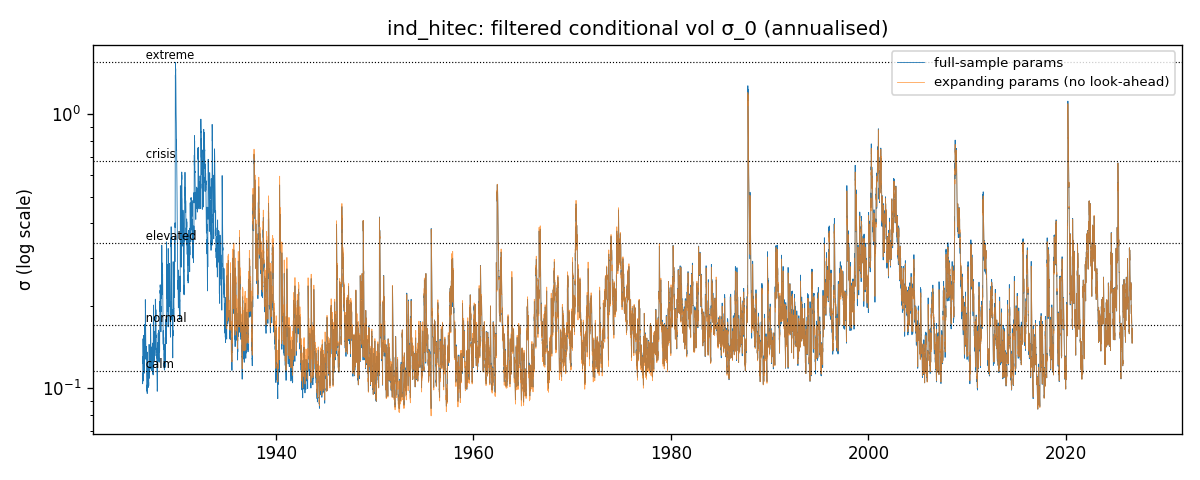 ind_hitec: filtered conditional vol σ_0 (annualised)
extreme
full-sample params
expanding params (no look-ahead)
10⁰
crisis
elevated
σ (log scale)
normal
calm
10⁻¹
1940 1960 1980 2000 2020